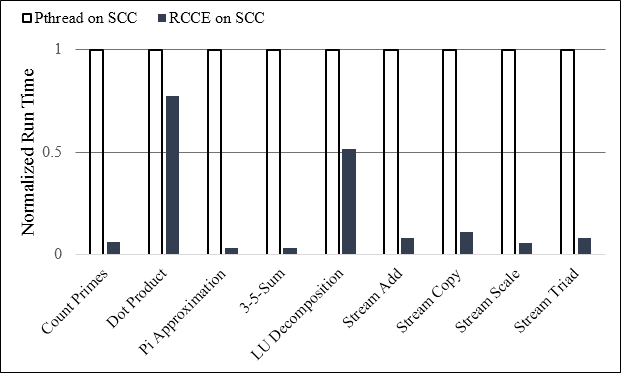 Pthread on SCC RCCE on SCC
Normalized Run Time
1
0.5
0
Count Primes
Dot Product
Pi Approximation
3-5-Sum
LU Decomposition
Stream Add
Stream Copy
Stream Scale
Stream Triad